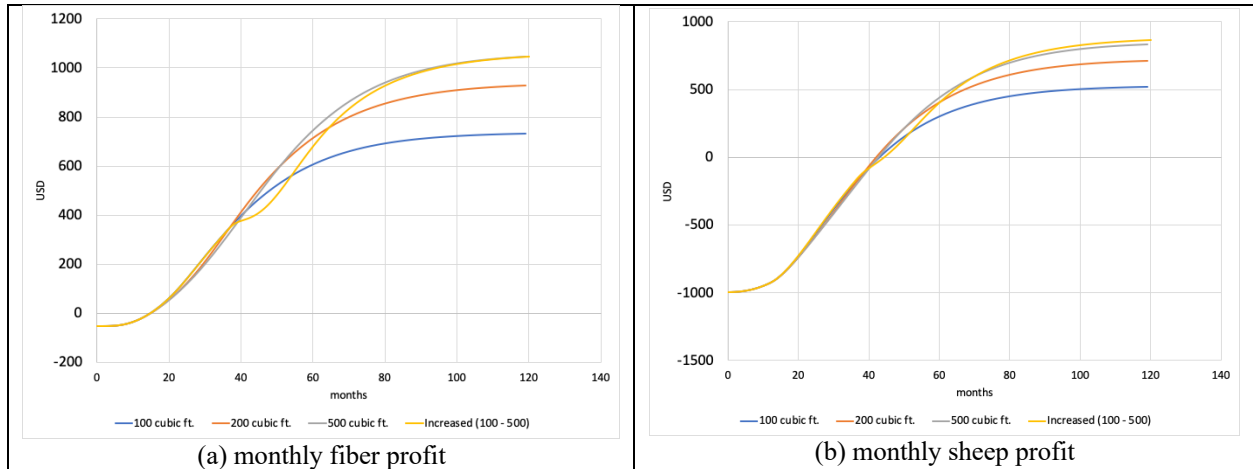 1200
1000
800
600
400
200
0
-200
USD
0 20 40 60 80 100 120 140
months
100 cubic ft. 200 cubic ft. 500 cubic ft. Increased (100 - 500)
(a) monthly fiber profit
1000
500
0
-500
-1000
-1500
USD
0 20 40 60 80 100 120 140
months
100 cubic ft. 200 cubic ft. 500 cubic ft. Increased (100 - 500)
(b) monthly sheep profit